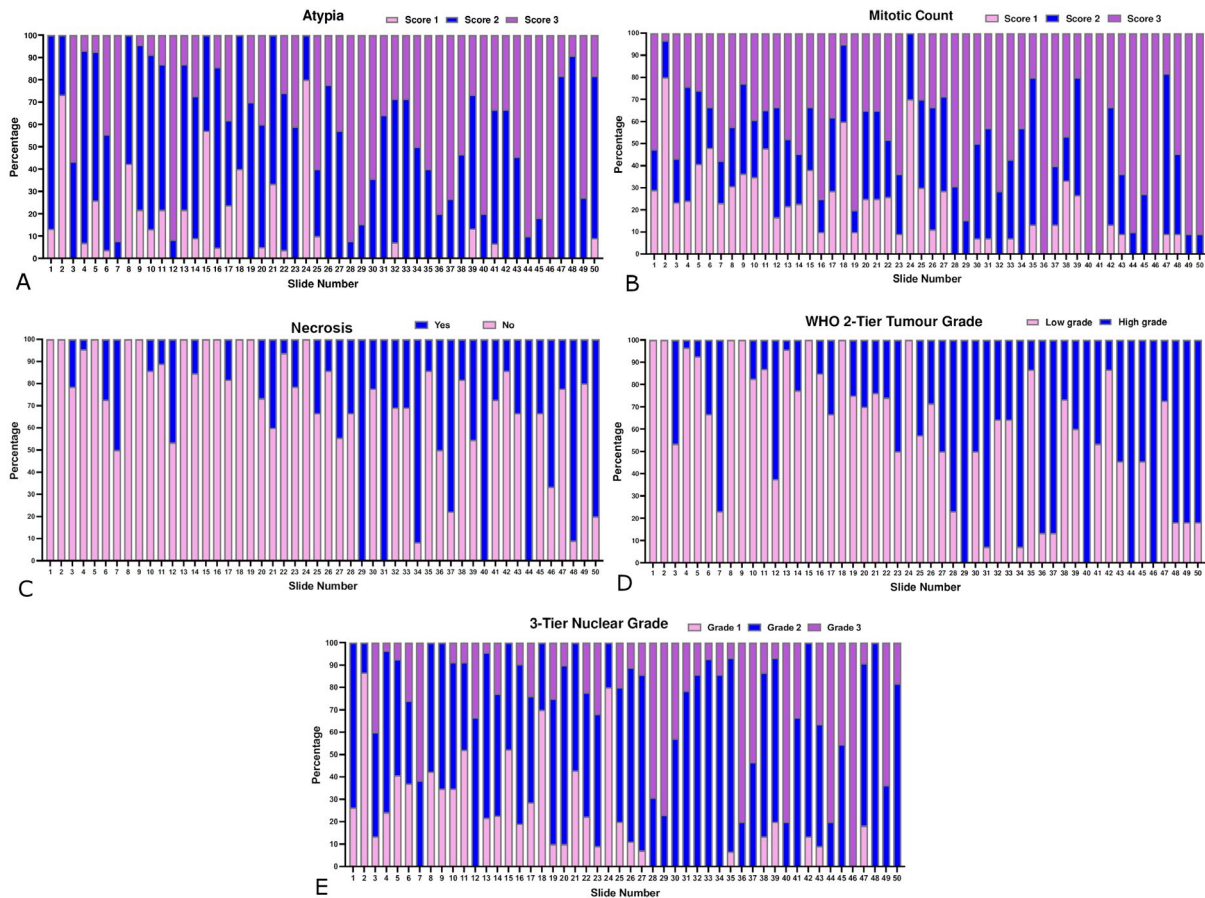 Atypia
Score 1 Score 2 Score 3
Percentage
100
90
80
70
60
50
40
30
20
10
0
1 2 3 4 5 6 7 8 9 10 11 12 13 14 15 16 17 18 19 20 21 22 23 24 25 26 27 28 29 30 31 32 33 34 35 36 37 38 39 40 41 42 43 44 45 46 47 48 49 50
Slide Number
A
Mitotic Count
Score 1 Score 2 Score 3
Percentage
100
90
80
70
60
50
40
30
20
10
0
1 2 3 4 5 6 7 8 9 10 11 12 13 14 15 16 17 18 19 20 21 22 23 24 25 26 27 28 29 30 31 32 33 34 35 36 37 38 39 40 41 42 43 44 45 46 47 48 49 50
Slide Number
B
Necrosis
Yes No
Percentage
100
90
80
70
60
50
40
30
20
10
0
1 2 3 4 5 6 7 8 9 10 11 12 13 14 15 16 17 18 19 20 21 22 23 24 25 26 27 28 29 30 31 32 33 34 35 36 37 38 39 40 41 42 43 44 45 46 47 48 49 50
Slide Number
C
WHO 2-Tier Tumour Grade
Low grade High grade
Percentage
100
90
80
70
60
50
40
30
20
10
0
1 2 3 4 5 6 7 8 9 10 11 12 13 14 15 16 17 18 19 20 21 22 23 24 25 26 27 28 29 30 31 32 33 34 35 36 37 38 39 40 41 42 43 44 45 46 47 48 49 50
Slide Number
D
3-Tier Nuclear Grade
Grade 1 Grade 2 Grade 3
Percentage
100
90
80
70
60
50
40
30
20
10
0
1 2 3 4 5 6 7 8 9 10 11 12 13 14 15 16 17 18 19 20 21 22 23 24 25 26 27 28 29 30 31 32 33 34 35 36 37 38 39 40 41 42 43 44 45 46 47 48 49 50
Slide Number
E